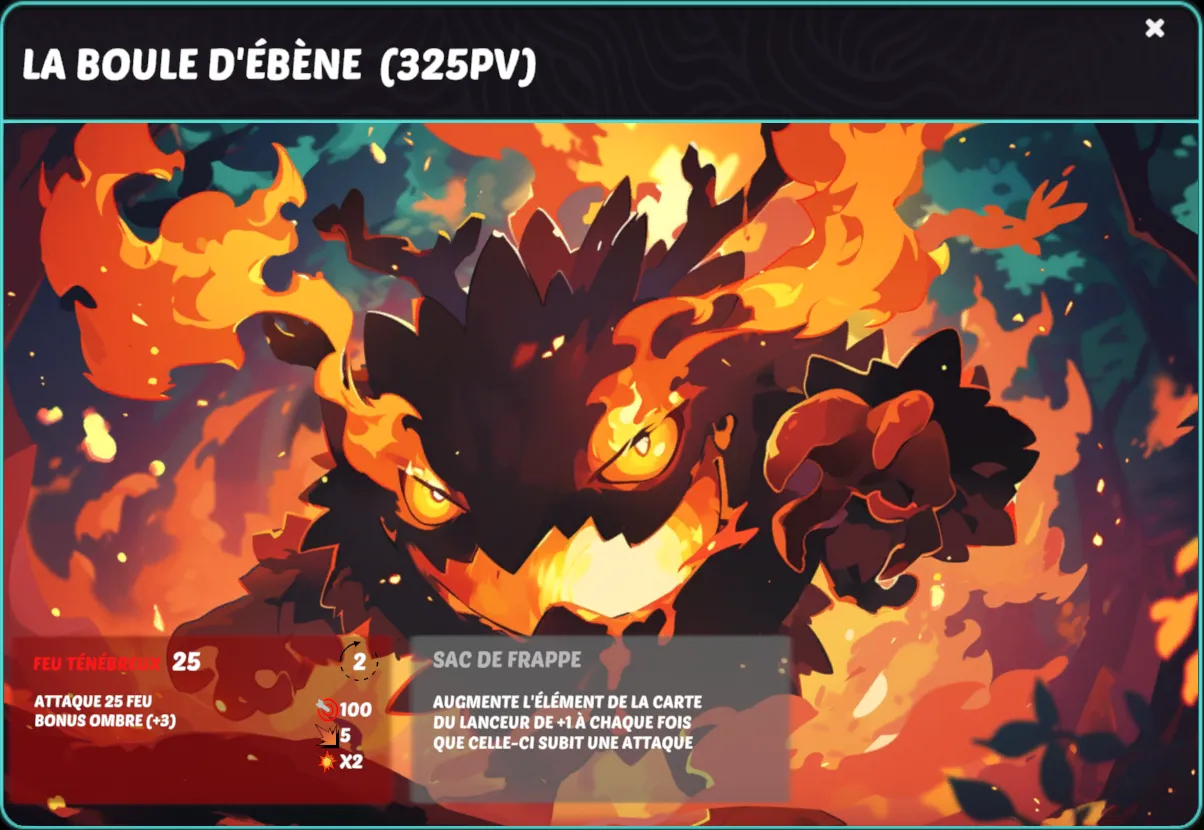 LA BOULE D'ÉBÈNE (325PV)
FEU TÉNÉBREUX 25
2
ATTAQUE 25 FEU
BONUS OMBRE (+3)
100
5
X2
SAC DE FRAPPE
AUGMENTE L'ÉLÉMENT DE LA CARTE
DU LANCEUR DE +1 À CHAQUE FOIS
QUE CELLE-CI SUBIT UNE ATTAQUE